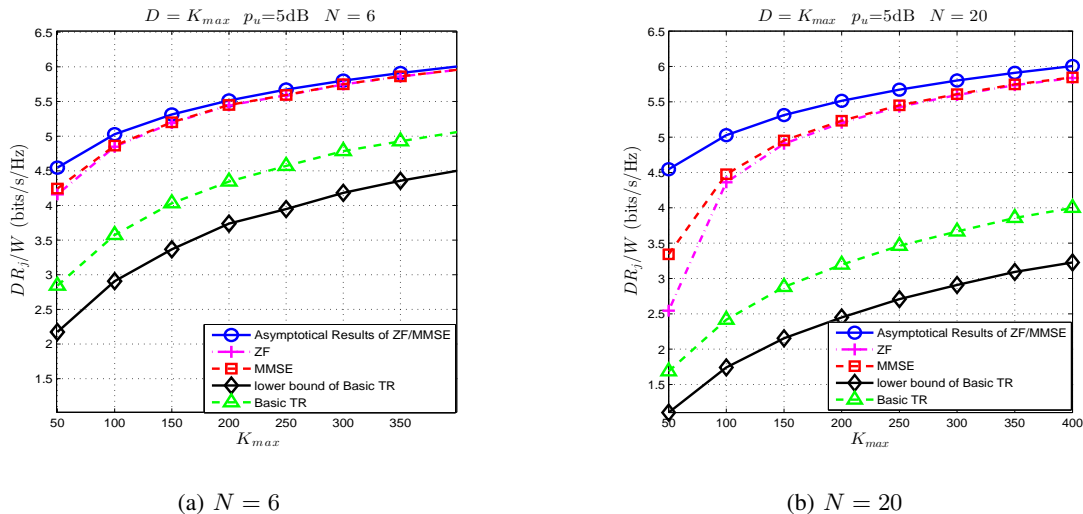 D = K_max p_u=5dB N = 6
DR_j/W (bits/s/Hz)
6.5
6
5.5
5
4.5
4
3.5
3
2.5
2
1.5
50 100 150 200 250 300 350
K_max
Asymptotical Results of ZF/MMSE
ZF
MMSE
lower bound of Basic TR
Basic TR
(a) N = 6
D = K_max p_u=5dB N = 20
DR_j/W (bits/s/Hz)
6.5
6
5.5
5
4.5
4
3.5
3
2.5
2
1.5
50 100 150 200 250 300 350 400
K_max
Asymptotical Results of ZF/MMSE
ZF
MMSE
lower bound of Basic TR
Basic TR
(b) N = 20